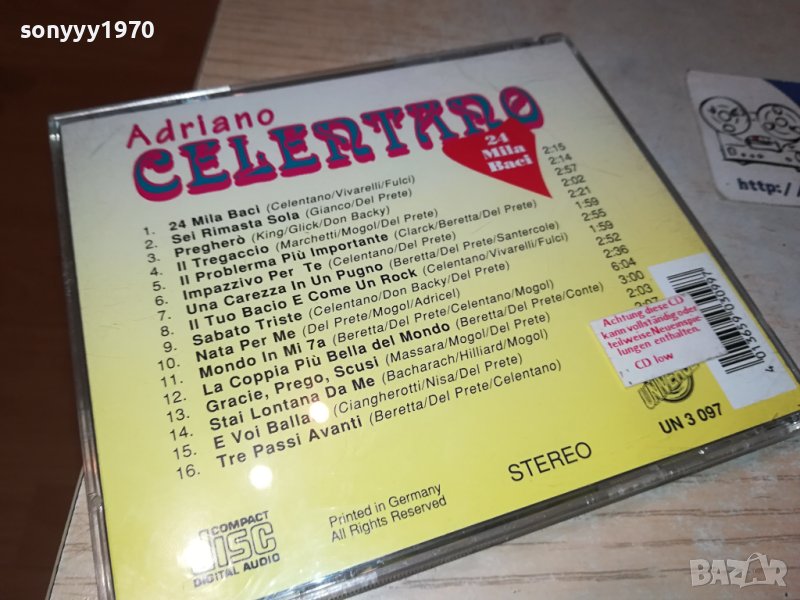 sonyyy1970
Adriano
CELENTANO
24
Mila
Baci
1. 24 Mila Baci (Celentano/Vivarelli/Fulci) 2:15
2. Sei Rimasta Sola (Gianco/Del Prete) 2:14
3. Pregherò (King/Glick/Don Backy) 2:57
4. Il Tregaccio (Marchetti/Mogol/Del Prete) 2:02
5. Il Problerma Più Importante (Clarck/Beretta/Del Prete) 2:21
6. Impazzivo Per Te (Celentano/Del Prete) 1:59
7. Una Carezza In Un Pugno (Beretta/Del Prete/Santercole) 2:55
8. Il Tuo Bacio E Come Un Rock (Celentano/Vivarelli/Fulci) 1:59
9. Sabato Triste (Celentano/Don Backy/Del Prete) 2:52
10. Nata Per Me (Del Prete/Mogol/Adricel) 2:36
11. Mondo In Mi 7a (Beretta/Del Prete/Celentano/Mogol) 6:04
12. La Coppia Più Bella del Mondo (Beretta/Del Prete/Conte) 3:00
13. Gracie, Prego, Scusi (Massara/Mogol/Del Prete) 2:03
14. Stai Lontana Da Me (Bacharach/Hilliard/Mogol)
15. E Voi Ballate (Ciangherotti/Nisa/Del Prete)
16. Tre Passi Avanti (Beretta/Del Prete/Celentano)
Achtung diese CD
kann vollständig oder
teilweise Neueinspie-
lungen enthalten.
CD low
UN 3 097
STEREO
COMPACT
disc
DIGITAL AUDIO
Printed in Germany
All Rights Reserved
http:/
BAZAR